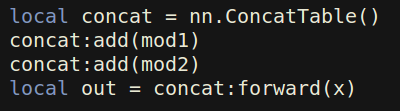 local concat = nn.ConcatTable()
concat:add(mod1)
concat:add(mod2)
local out = concat:forward(x)